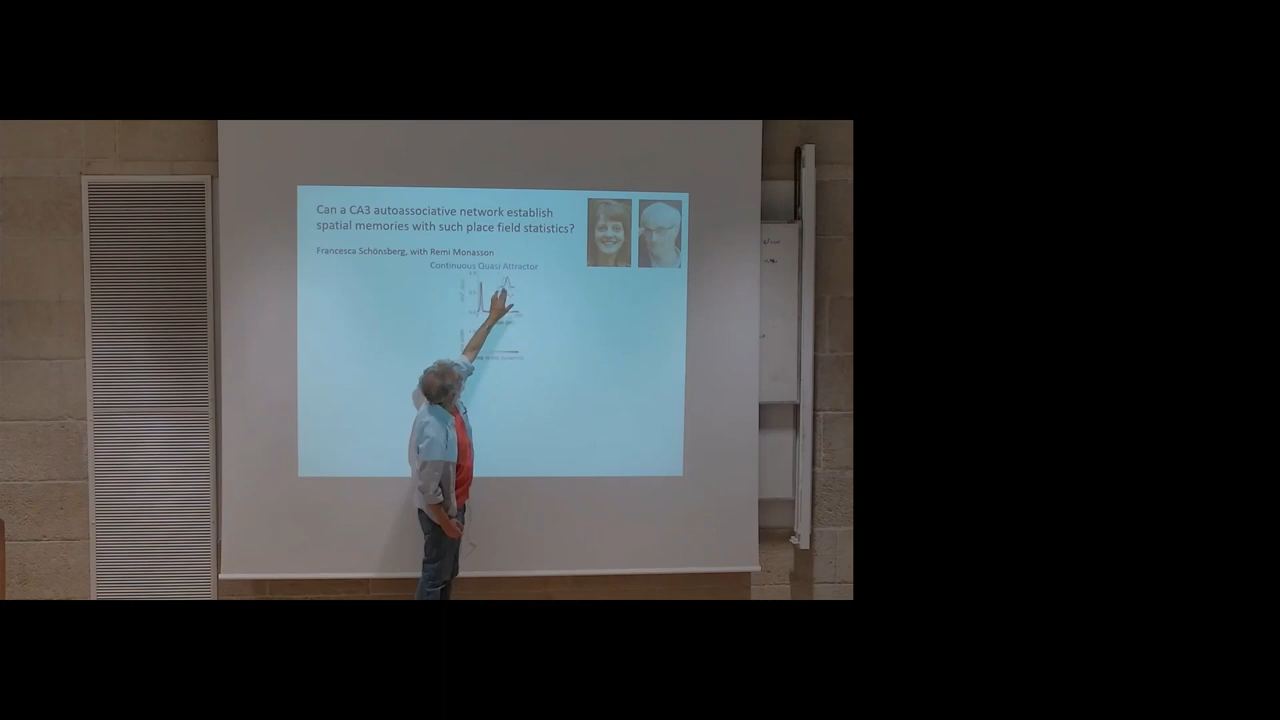 Can a CA3 autoassociative network establish
spatial memories with such place field statistics?
Francesca Schönsberg, with Remi Monasson
Continuous Quasi Attractor